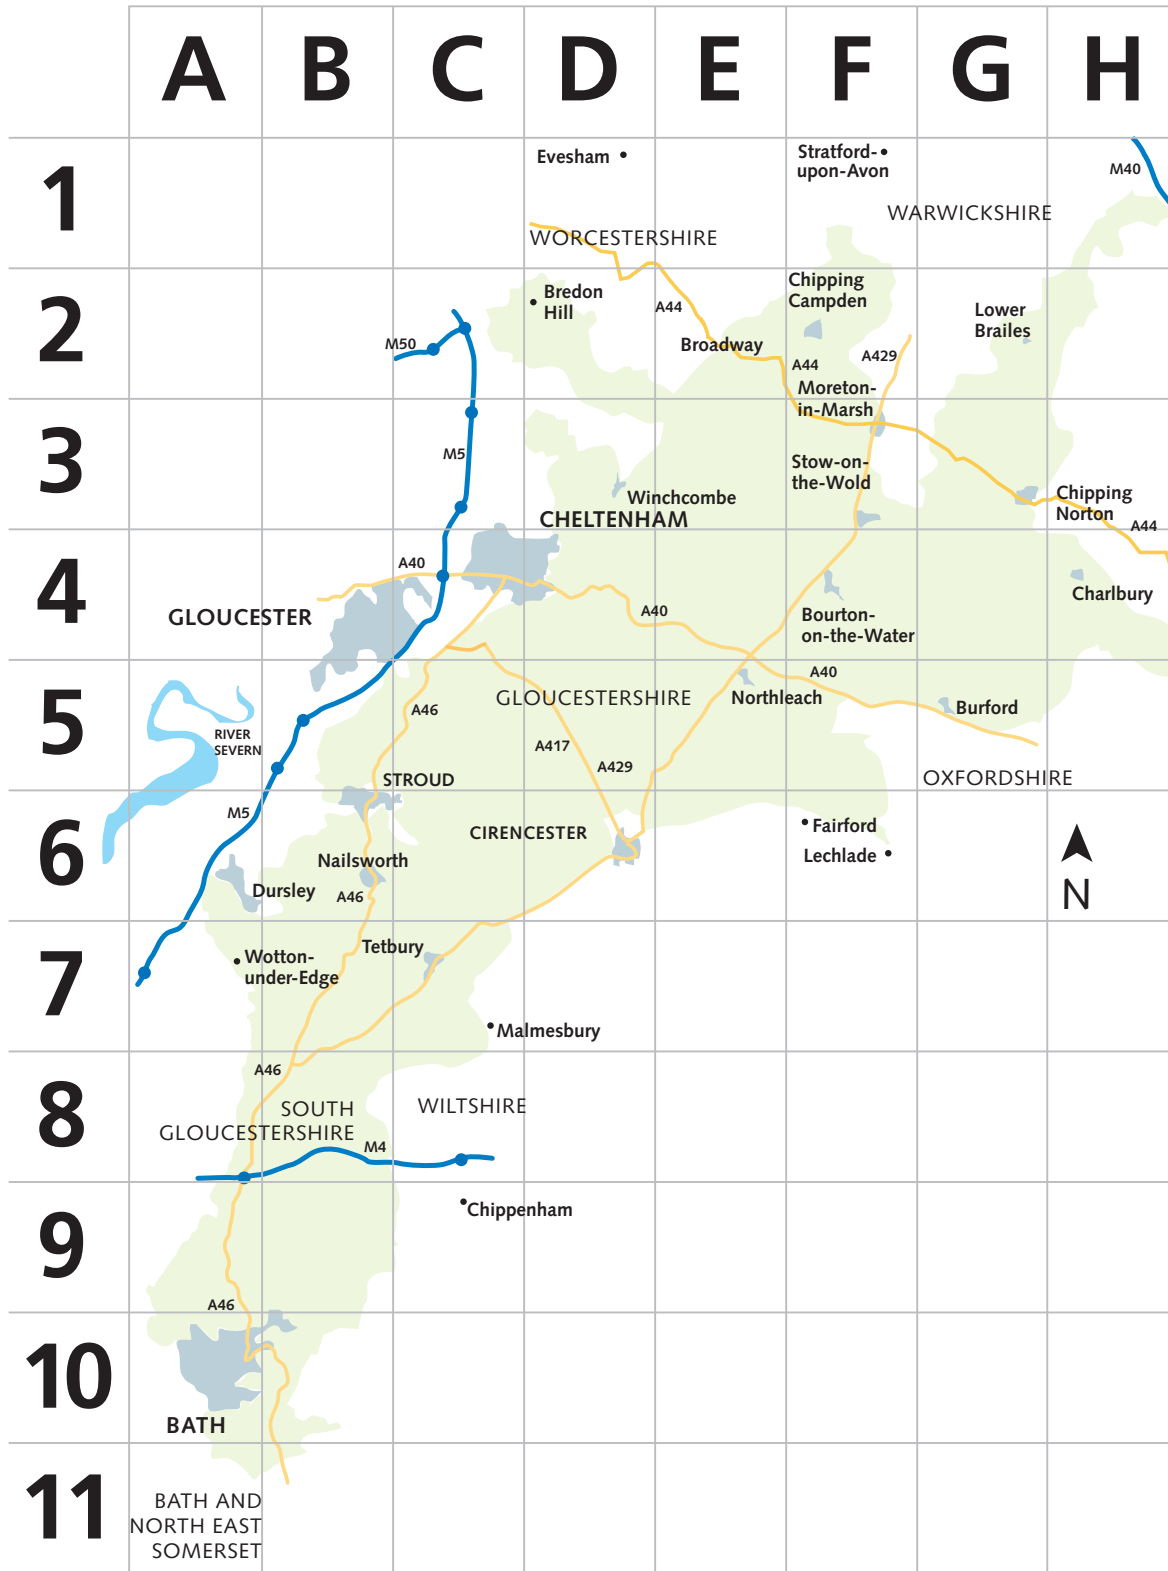 A B C D E F G H
1
Evesham
Stratford-
upon-Avon
M40
WARWICKSHIRE
WORCESTERSHIRE
2
Bredon
Hill
A44
Chipping
Campden
Lower
Brailes
M50
Broadway
A44
A429
Moreton-
in-Marsh
3
M5
Stow-on-
the-Wold
Winchcombe
Chipping
Norton
CHELTENHAM
A44
4
A40
GLOUCESTER
A40
Charlbury
Bourton-
on-the-Water
5
A40
GLOUCESTERSHIRE
Northleach
Burford
A46
RIVER
SEVERN
A417
A429
STROUD
OXFORDSHIRE
6
M5
CIRENCESTER
Fairford
Lechlade
Nailsworth
Dursley
A46
N
7
Tetbury
Wotton-
under-Edge
Malmesbury
8
A46
SOUTH
GLOUCESTERSHIRE
WILTSHIRE
M4
9
Chippenham
A46
10
BATH
11
BATH AND
NORTH EAST
SOMERSET